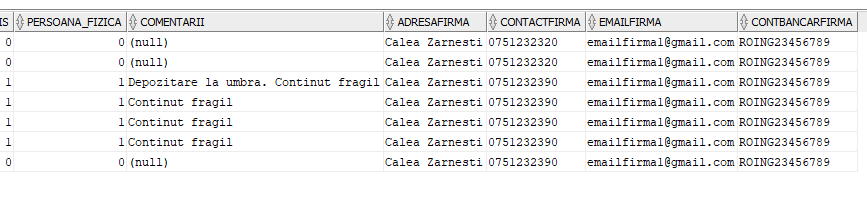 IS PERSOANA_FIZICA COMENTARII ADRESAFIRMA CONTACTFIRMA EMAILFIRMA CONTBANCARFIRMA
0 0 (null) Calea Zarnesti 0751232320 emailfirma1@gmail.com ROING23456789
0 0 (null) Calea Zarnesti 0751232320 emailfirma1@gmail.com ROING23456789
1 1 Depozitare la umbra. Continut fragil Calea Zarnesti 0751232390 emailfirma1@gmail.com ROING23456789
1 1 Continut fragil Calea Zarnesti 0751232390 emailfirma1@gmail.com ROING23456789
1 1 Continut fragil Calea Zarnesti 0751232390 emailfirma1@gmail.com ROING23456789
1 1 Continut fragil Calea Zarnesti 0751232390 emailfirma1@gmail.com ROING23456789
0 0 (null) Calea Zarnesti 0751232390 emailfirma1@gmail.com ROING23456789